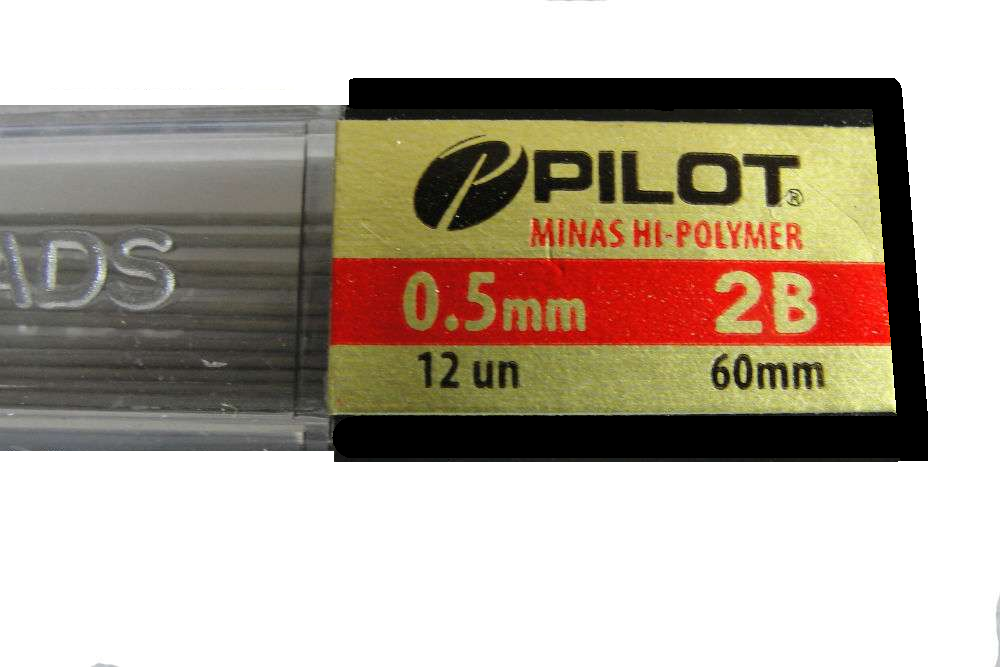 PILOT®
MINAS HI-POLYMER
0.5mm 2B
12 un 60mm
ADS